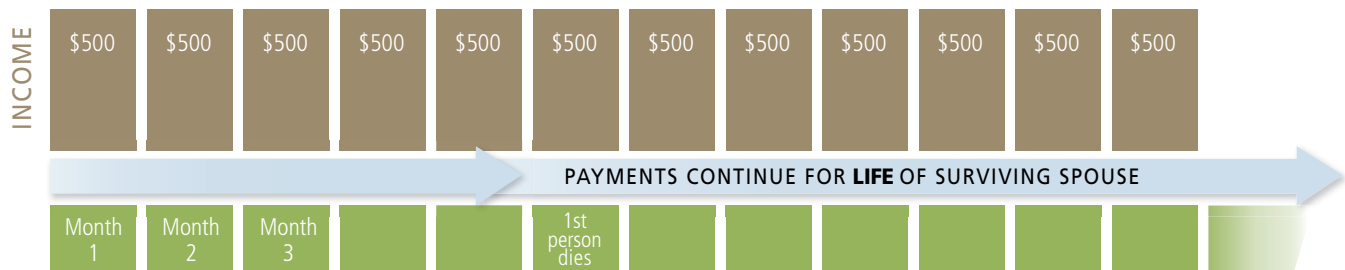 INCOME
$500 $500 $500 $500 $500 $500 $500 $500 $500 $500 $500 $500
PAYMENTS CONTINUE FOR LIFE OF SURVIVING SPOUSE
Month
1
Month
2
Month
3
1st
person
dies